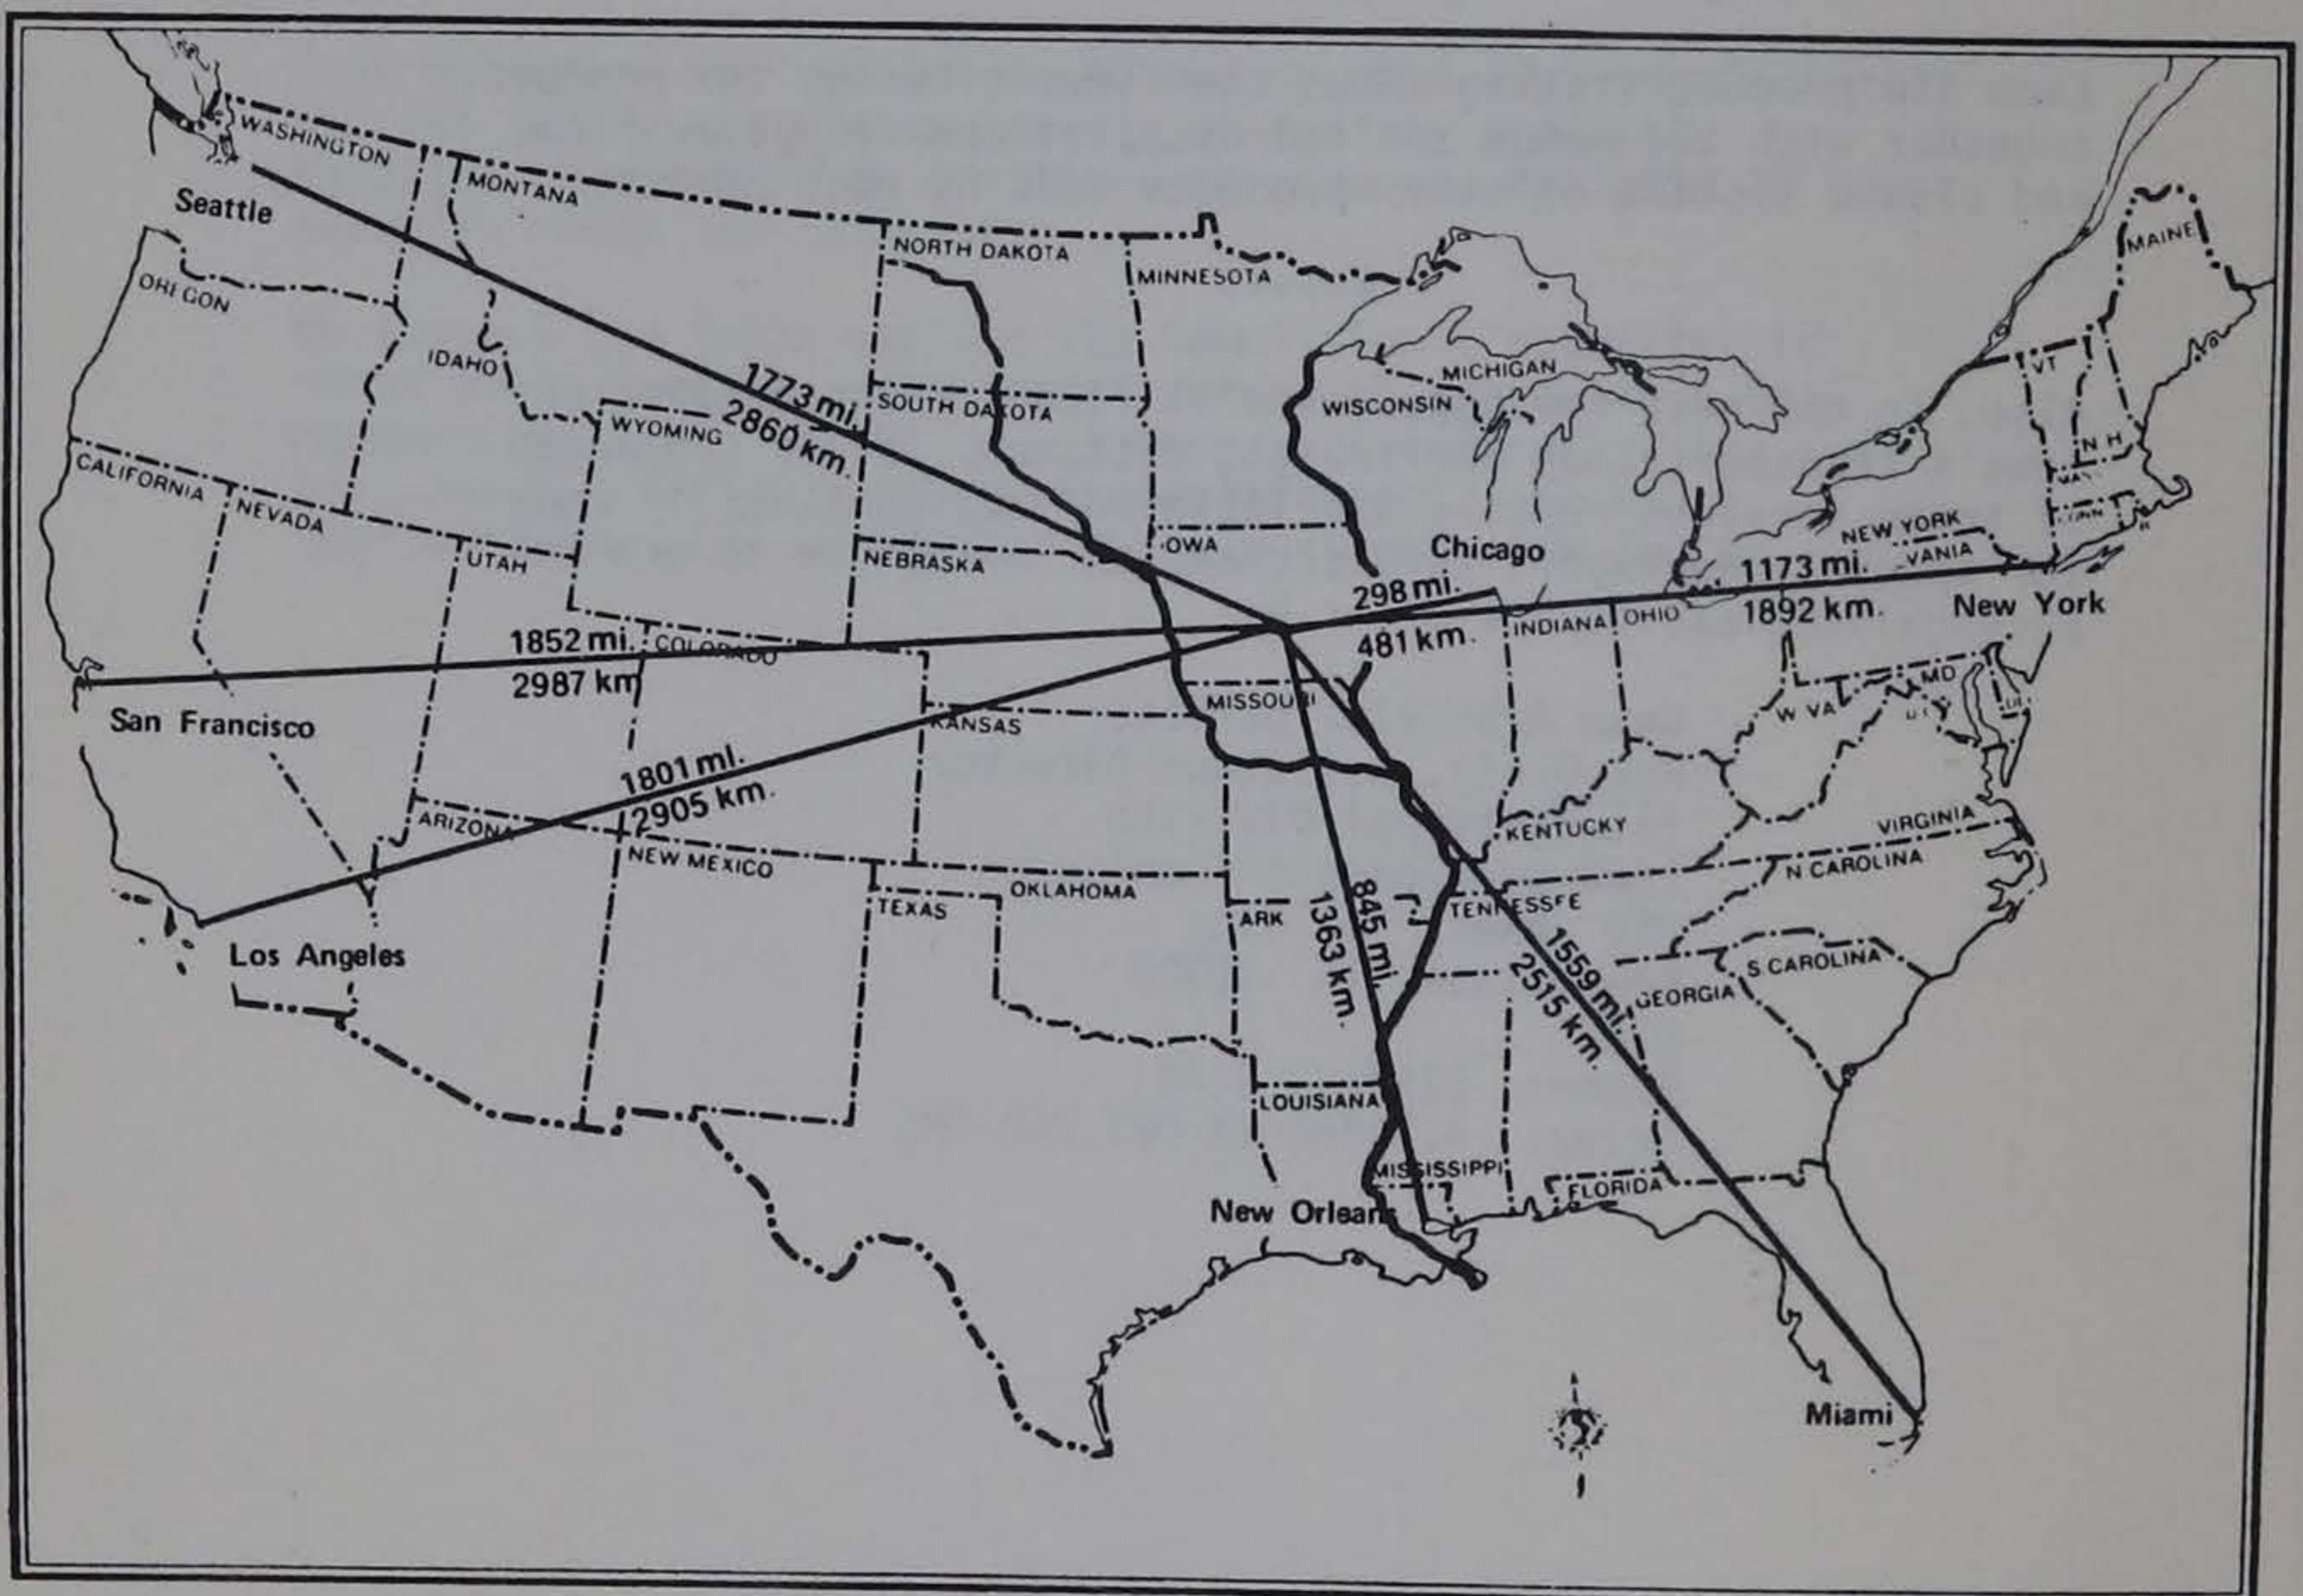 WASHINGTON
MONTANA
Seattle
NORTH DAKOTA
MINNESOTA
MAINE
IDAHO
1773 mi.
2860 km.
SOUTH DAKOTA
WYOMING
MICHIGAN
WISCONSIN
VT
N H
CALIFORNIA
NEVADA
UTAH
NEBRASKA
IOWA
Chicago
NEW YORK
VANIA
298 mi.
481 km.
1173 mi.
1892 km.
New York
INDIANA
OHIO
1852 mi.
2987 km
COLORADO
San Francisco
KANSAS
MISSOURI
MD
W VA
1801 mi.
2905 km.
ARIZONA
NEW MEXICO
KENTUCKY
VIRGINIA
N CAROLINA
OKLAHOMA
TEXAS
ARK
TENNESSEE
845 mi.
1363 km.
1559 mi.
2515 km.
S CAROLINA
GEORGIA
Los Angeles
LOUISIANA
MISSISSIPPI
FLORIDA
New Orleans
Miami